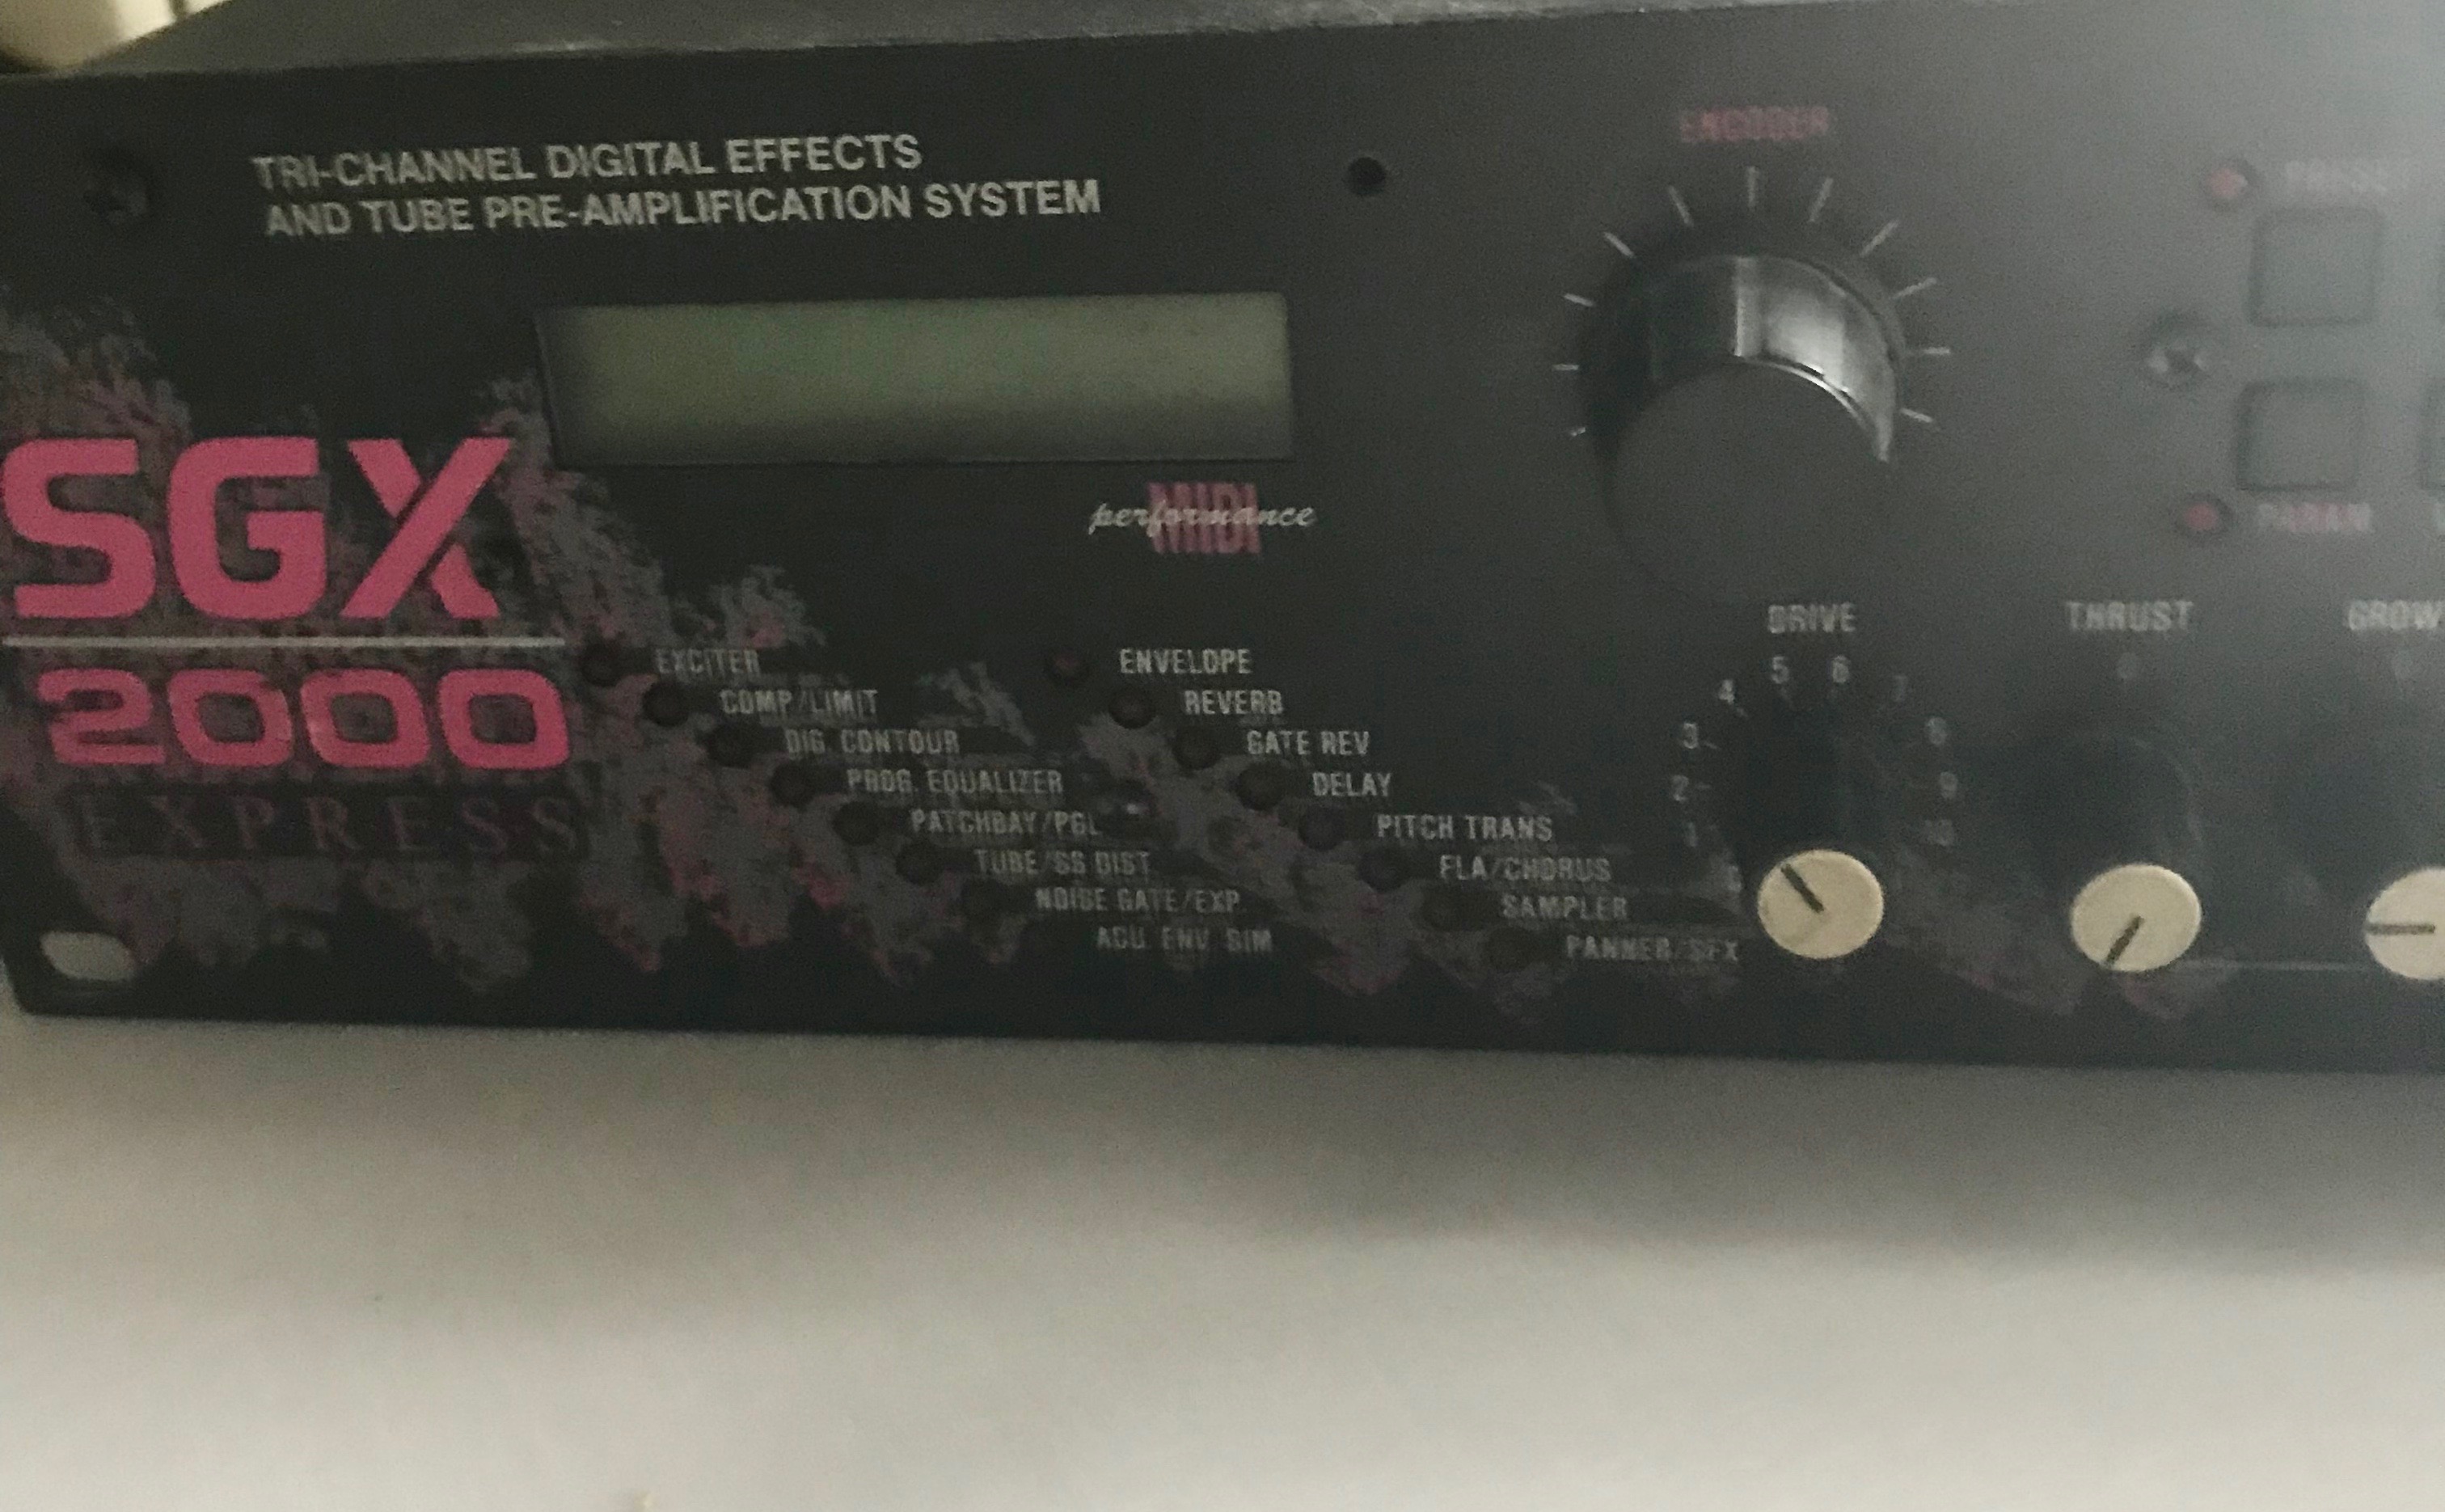 TRI-CHANNEL DIGITAL EFFECTS
AND TUBE PRE-AMPLIFICATION SYSTEM
ENCODER
SGX
2000
EXPRESS
performance
MIDI
PARAM
DRIVE
THRUST
GROW
EXCITER
COMP/LIMIT
DIG. CONTOUR
PROG. EQUALIZER
PATCHBAY/PGL
TUBE/SS DIST
NOISE GATE/EXP.
ACU. ENV. SIM
ENVELOPE
REVERB
GATE REV
DELAY
PITCH TRANS
FLA/CHORUS
SAMPLER
PANNER/SFX
1
2
3
4
5
6
7
8
9
10